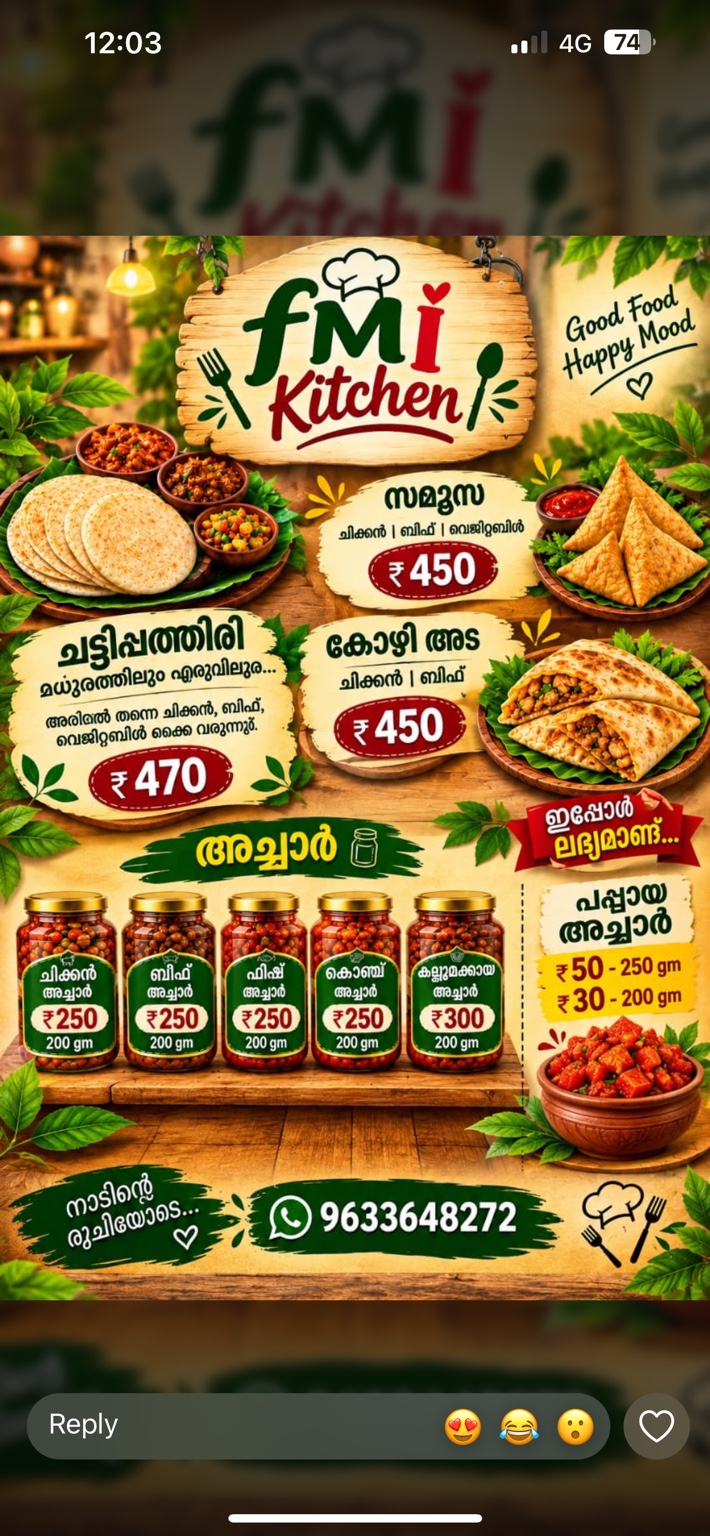 12:03
4G 74
fMi
Kitchen
Good Food
Happy Mood
fMi
Kitchen
സമൂസ
ചിക്കൻ | ബീഫ് | വെജിറ്റബിൾ
₹450
ചട്ടിപ്പത്തിരി
മധുരത്തിലും എരുവിലുര...
തന്നെ ചിക്കൻ, ബീഫ്,
വെജിറ്റബിൾ കൈ വരുന്നു.
₹470
കോഴി അട
ചിക്കൻ | ബീഫ്
₹450
അച്ചാർ
ഇപ്പോൾ
ലദ്യമാണ്...
ചിക്കൻ
അച്ചാർ
₹250
200 gm
ബീഫ്
അച്ചാർ
₹250
200 gm
ഫിഷ്
അച്ചാർ
₹250
200 gm
കൊഞ്ച്
അച്ചാർ
₹250
200 gm
കല്ലുമക്കായ
അച്ചാർ
₹300
200 gm
പപ്പായ
അച്ചാർ
₹50 - 250 gm
₹30 - 200 gm
നാടിന്റെ
രുചിയോടെ...
9633648272
Reply